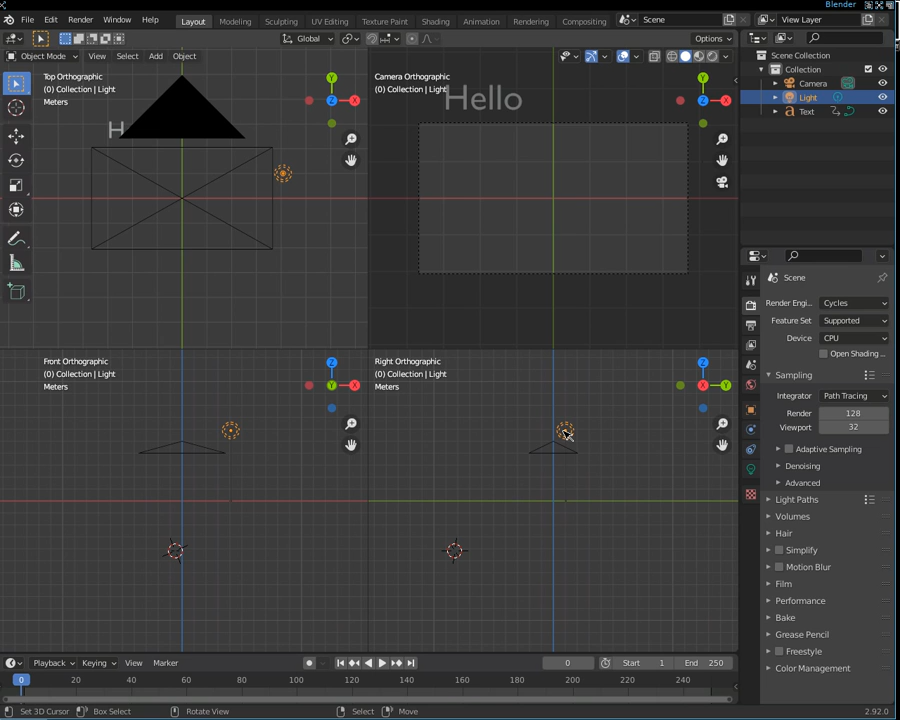 Blender
File Edit Render Window Help Layout Modeling Sculpting UV Editing Texture Paint Shading Animation Rendering Compositing Scene View Layer
Global Options
Object Mode View Select Add Object
Scene Collection
Collection
Camera
Light
Text
Top Orthographic
(0) Collection | Light
Meters
H
Y
Z
X
Camera Orthographic
(0) Collection | Light
Hello
Y
Z
X
Front Orthographic
(0) Collection | Light
Meters
Z
Y
X
Right Orthographic
(0) Collection | Light
Meters
Z
X
Y
Scene
Render Engi... Cycles
Feature Set Supported
Device CPU
Open Shading ...
Sampling
Integrator Path Tracing
Render 128
Viewport 32
Adaptive Sampling
Denoising
Advanced
Light Paths
Volumes
Hair
Simplify
Motion Blur
Film
Performance
Bake
Grease Pencil
Freestyle
Color Management
Playback Keying View Marker 0 Start 1 End 250
0 20 40 60 80 100 120 140 160 180 200 220 240
Set 3D Cursor Box Select Rotate View Select Move 2.92.0